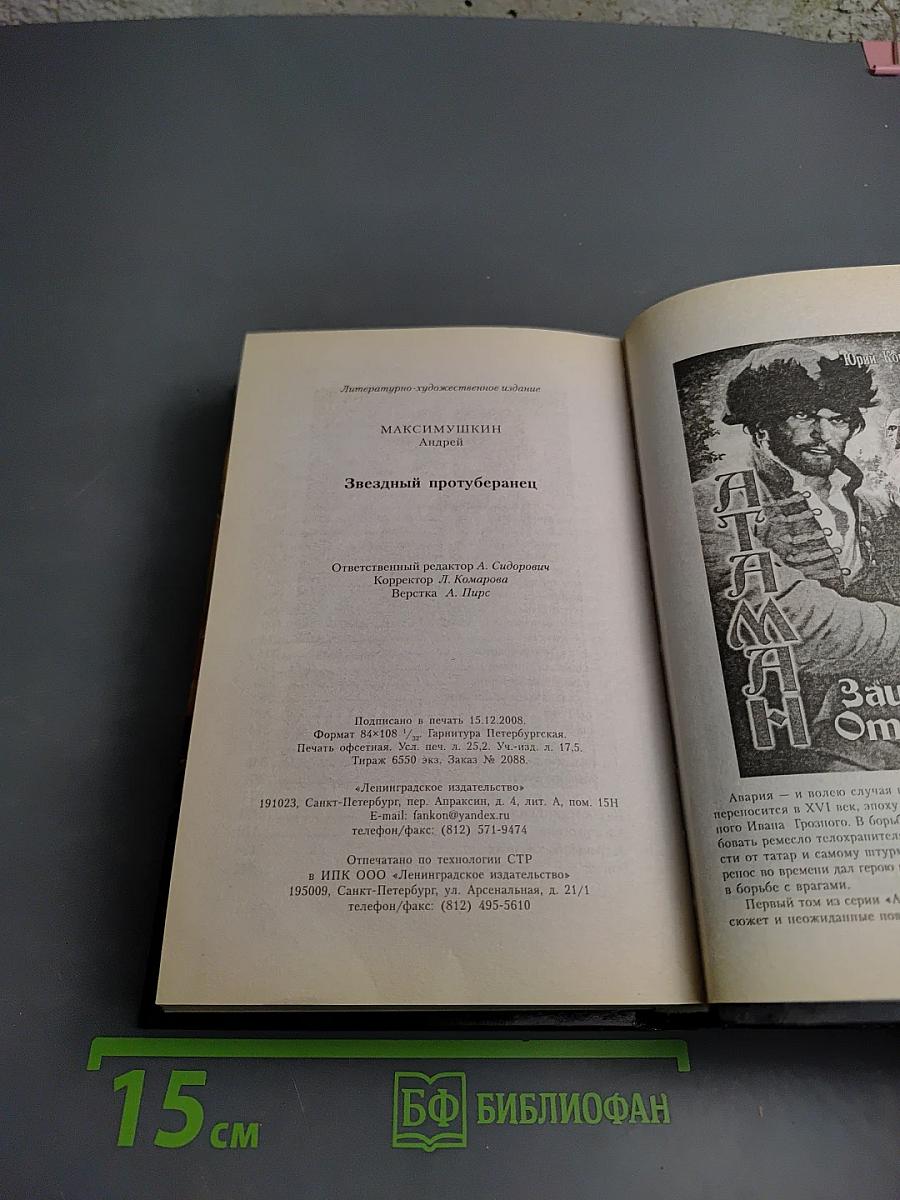 Литературно-художественное издание
МАКСИМУШКИН
Андрей
Звездный протуберанец
Ответственный редактор А. Сидорович
Корректор Л. Комарова
Верстка А. Пирс
Подписано в печать 15.12.2008.
Формат 84×108 1/32. Гарнитура Петербургская.
Печать офсетная. Усл. печ. л. 25,2. Уч.-изд. л. 17,5.
Тираж 6550 экз. Заказ № 2088.
«Ленинградское издательство»
191023, Санкт-Петербург, пер. Апраксин, д. 4, лит. А, пом. 15Н
E-mail: fankon@yandex.ru
телефон/факс: (812) 571-9474
Отпечатано по технологии CTP
в ИПК ООО «Ленинградское издательство»
195009, Санкт-Петербург, ул. Арсенальная, д. 21/1
телефон/факс: (812) 495-5610
Юрий
АТАМАН
Авария — и волею случая
переносится в XVI век, эпоху
ного Ивана Грозного. В
бовать ремесло
сти от татар и самому
ренос во времени дал герою
в борьбе с врагами.
Первый том из серии
сюжет и неожиданные
15 см
БФ БИБЛИОФАН